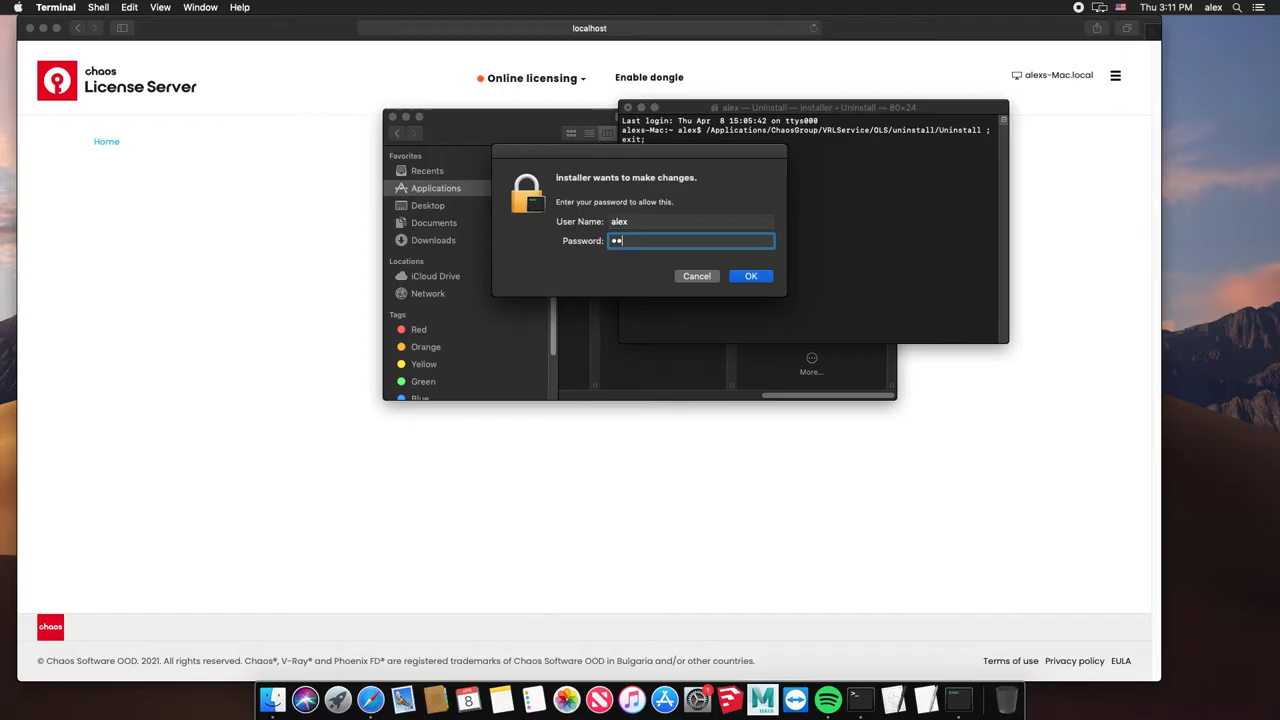 Terminal Shell Edit View Window Help Thu 3:11 PM alex
localhost
chaos
License Server
Online licensing
Enable dongle
alexs-Mac.local
Home
alex — Uninstall — installer • Uninstall — 80×24
Last login: Thu Apr  8 15:05:42 on ttys000
alexs-Mac:~ alex$ /Applications/ChaosGroup/VRLService/OLS/uninstall/Uninstall ;
exit;
Favorites
Recents
Applications
Desktop
Documents
Downloads
Locations
iCloud Drive
Network
Tags
Red
Orange
Yellow
Green
Blue
installer wants to make changes.
Enter your password to allow this.
User Name: alex
Password: ••
Cancel OK
More...
chaos
© Chaos Software OOD. 2021. All rights reserved. Chaos®, V-Ray® and Phoenix FD® are registered trademarks of Chaos Software OOD in Bulgaria and/or other countries.
Terms of use Privacy policy EULA
8
1
MAYA